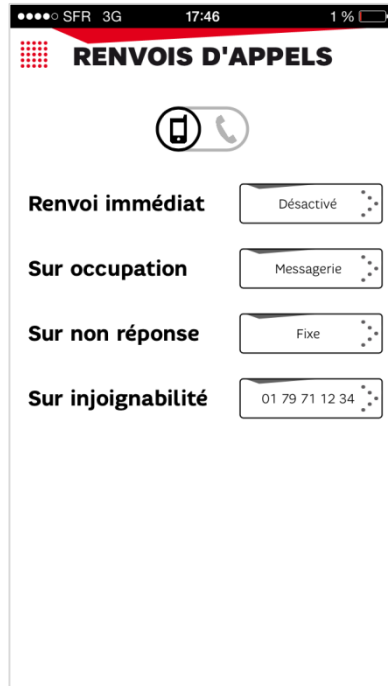 SFR 3G 17:46 1 %
RENVOIS D'APPELS
Renvoi immédiat Désactivé
Sur occupation Messagerie
Sur non réponse Fixe
Sur injoignabilité 01 79 71 12 34